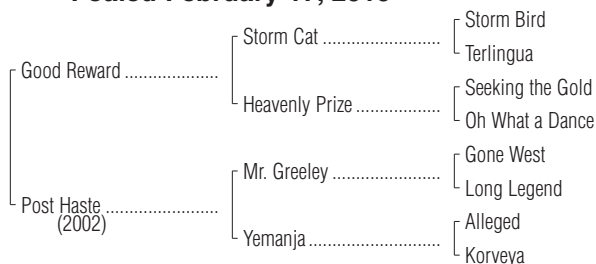 Foaled February
Storm Bird
Storm Cat
Terlingua
Good Reward
Seeking the Gold
Heavenly Prize
Oh What a Dance
Gone West
Mr. Greeley
Long Legend
Post Haste
(2002)
Alleged
Yemanja
Korveya